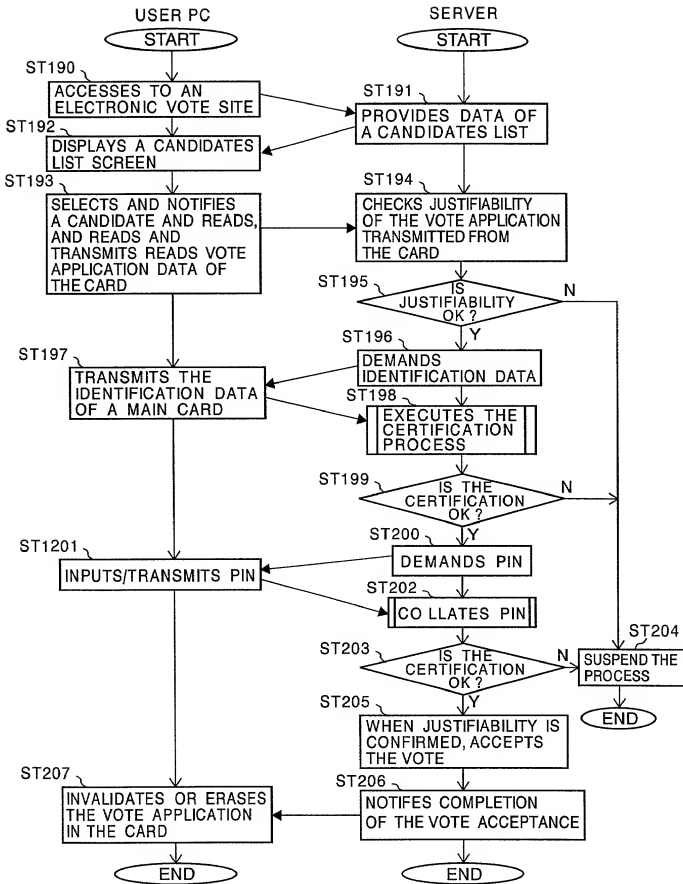 USER PC
SERVER
START
START
ST190
ACCESSES TO AN
ELECTRONIC VOTE SITE
ST191
PROVIDES DATA OF
A CANDIDATES LIST
ST192
DISPLAYS A CANDIDATES
LIST SCREEN
ST193
SELECTS AND NOTIFIES
A CANDIDATE AND READS,
AND READS AND
TRANSMITS READS VOTE
APPLICATION DATA OF
THE CARD
ST194
CHECKS JUSTIFIABILITY
OF THE VOTE APPLICATION
TRANSMITTED FROM
THE CARD
ST195
IS
JUSTIFIABILITY
OK?
N
Y
ST196
DEMANDS
IDENTIFICATION DATA
ST197
TRANSMITS THE
IDENTIFICATION DATA
OF A MAIN CARD
ST198
EXECUTES THE
CERTIFICATION
PROCESS
ST199
IS THE
CERTIFICATION
OK?
N
Y
ST200
DEMANDS PIN
ST1201
INPUTS/TRANSMITS PIN
ST202
CO LLATES PIN
ST203
IS THE
CERTIFICATION
OK?
N
Y
ST204
SUSPEND THE
PROCESS
END
ST205
WHEN JUSTIFIABILITY IS
CONFIRMED, ACCEPTS
THE VOTE
ST206
NOTIFES COMPLETION
OF THE VOTE ACCEPTANCE
ST207
INVALIDATES OR ERASES
THE VOTE APPLICATION
IN THE CARD
END
END